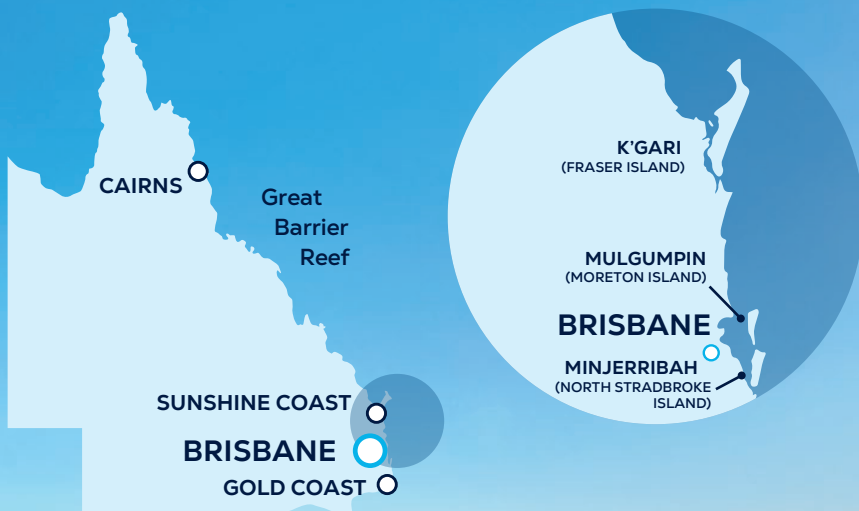 CAIRNS
Great
Barrier
Reef
SUNSHINE COAST
BRISBANE
GOLD COAST
K'GARI
(FRASER ISLAND)
MULGUMPIN
(MORETON ISLAND)
BRISBANE
MINJERRIBAH
(NORTH STRADBROKE
ISLAND)